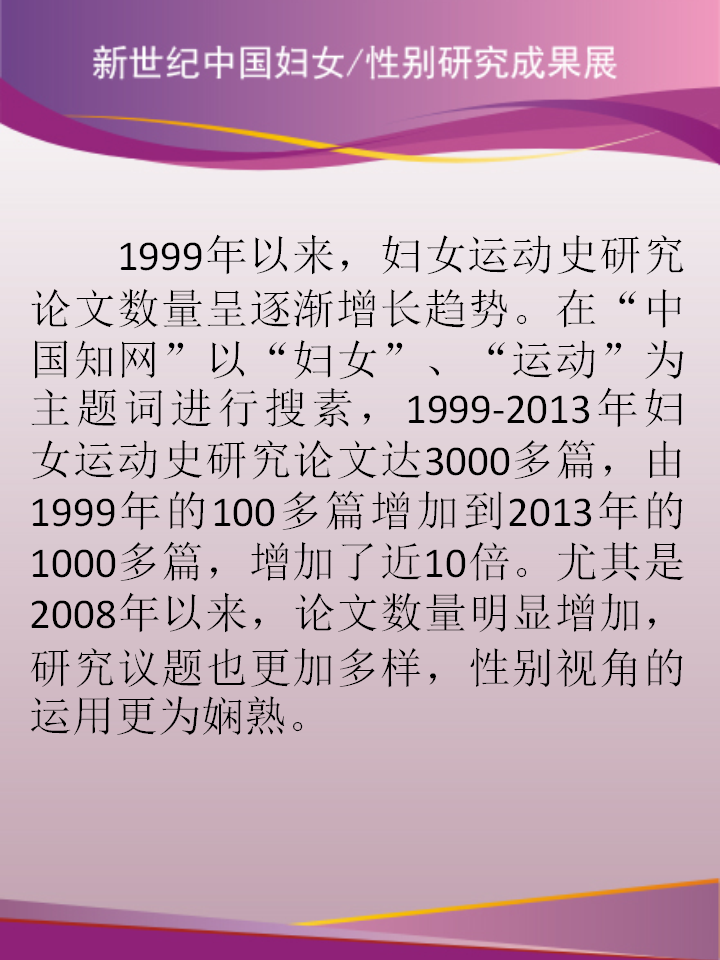 新世纪中国妇女/性别研究成果展
1999年以来，妇女运动史研究
论文数量呈逐渐增长趋势。在“中
国知网”以“妇女”、“运动”为
主题词进行搜素，1999-2013年妇
女运动史研究论文达3000多篇，由
1999年的100多篇增加到2013年的
1000多篇，增加了近10倍。尤其是
2008年以来，论文数量明显增加，
研究议题也更加多样，性别视角的
运用更为娴熟。